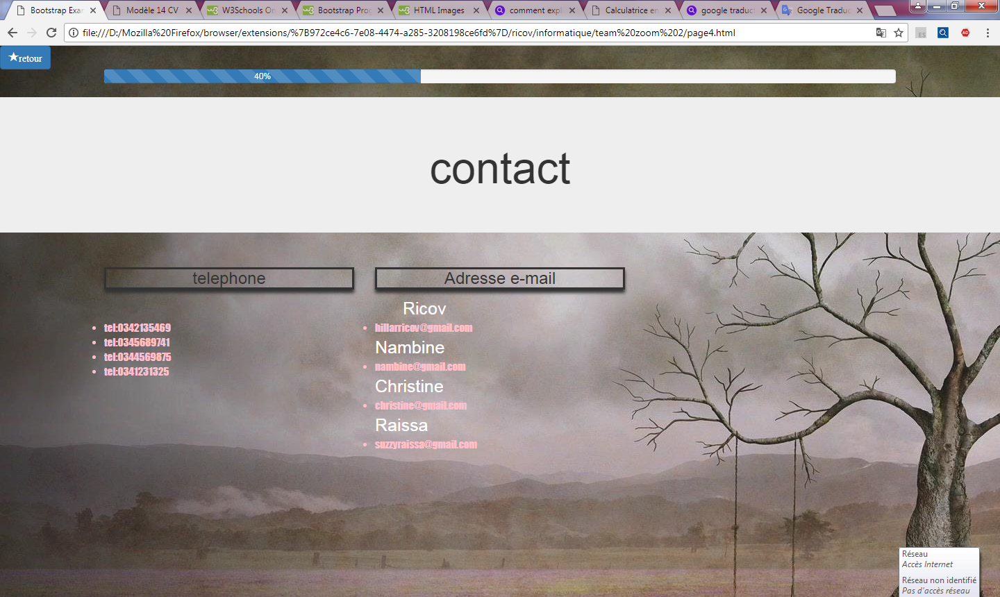 Bootstrap Exa
Modèle 14 CV
W3Schools On
Bootstrap Prog
HTML Images
comment expl
Calculatrice en
google traduc
Google Traduc
file:///D:/Mozilla%20Firefox/browser/extensions/%7B972ce4c6-7e08-4474-a285-3208198ce6fd%7D/ricov/informatique/team%20zoom%202/page4.html
retour
40%
contact
telephone
Adresse e-mail
tel:0342135469
tel:0345689741
tel:0344569875
tel:0341231325
Ricov
hillarricov@gmail.com
Nambine
nambine@gmail.com
Christine
christine@gmail.com
Raissa
suzzyraissa@gmail.com
Réseau
Accès Internet
Réseau non identifié
Pas d'accès réseau